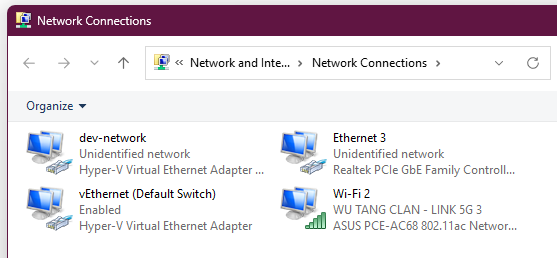 Network Connections
« Network and Inte... > Network Connections >
Organize
dev-network
Unidentified network
Hyper-V Virtual Ethernet Adapter ...
Ethernet 3
Unidentified network
Realtek PCIe GbE Family Controll...
vEthernet (Default Switch)
Enabled
Hyper-V Virtual Ethernet Adapter
Wi-Fi 2
WU TANG CLAN - LINK 5G 3
ASUS PCE-AC68 802.11ac Networ...